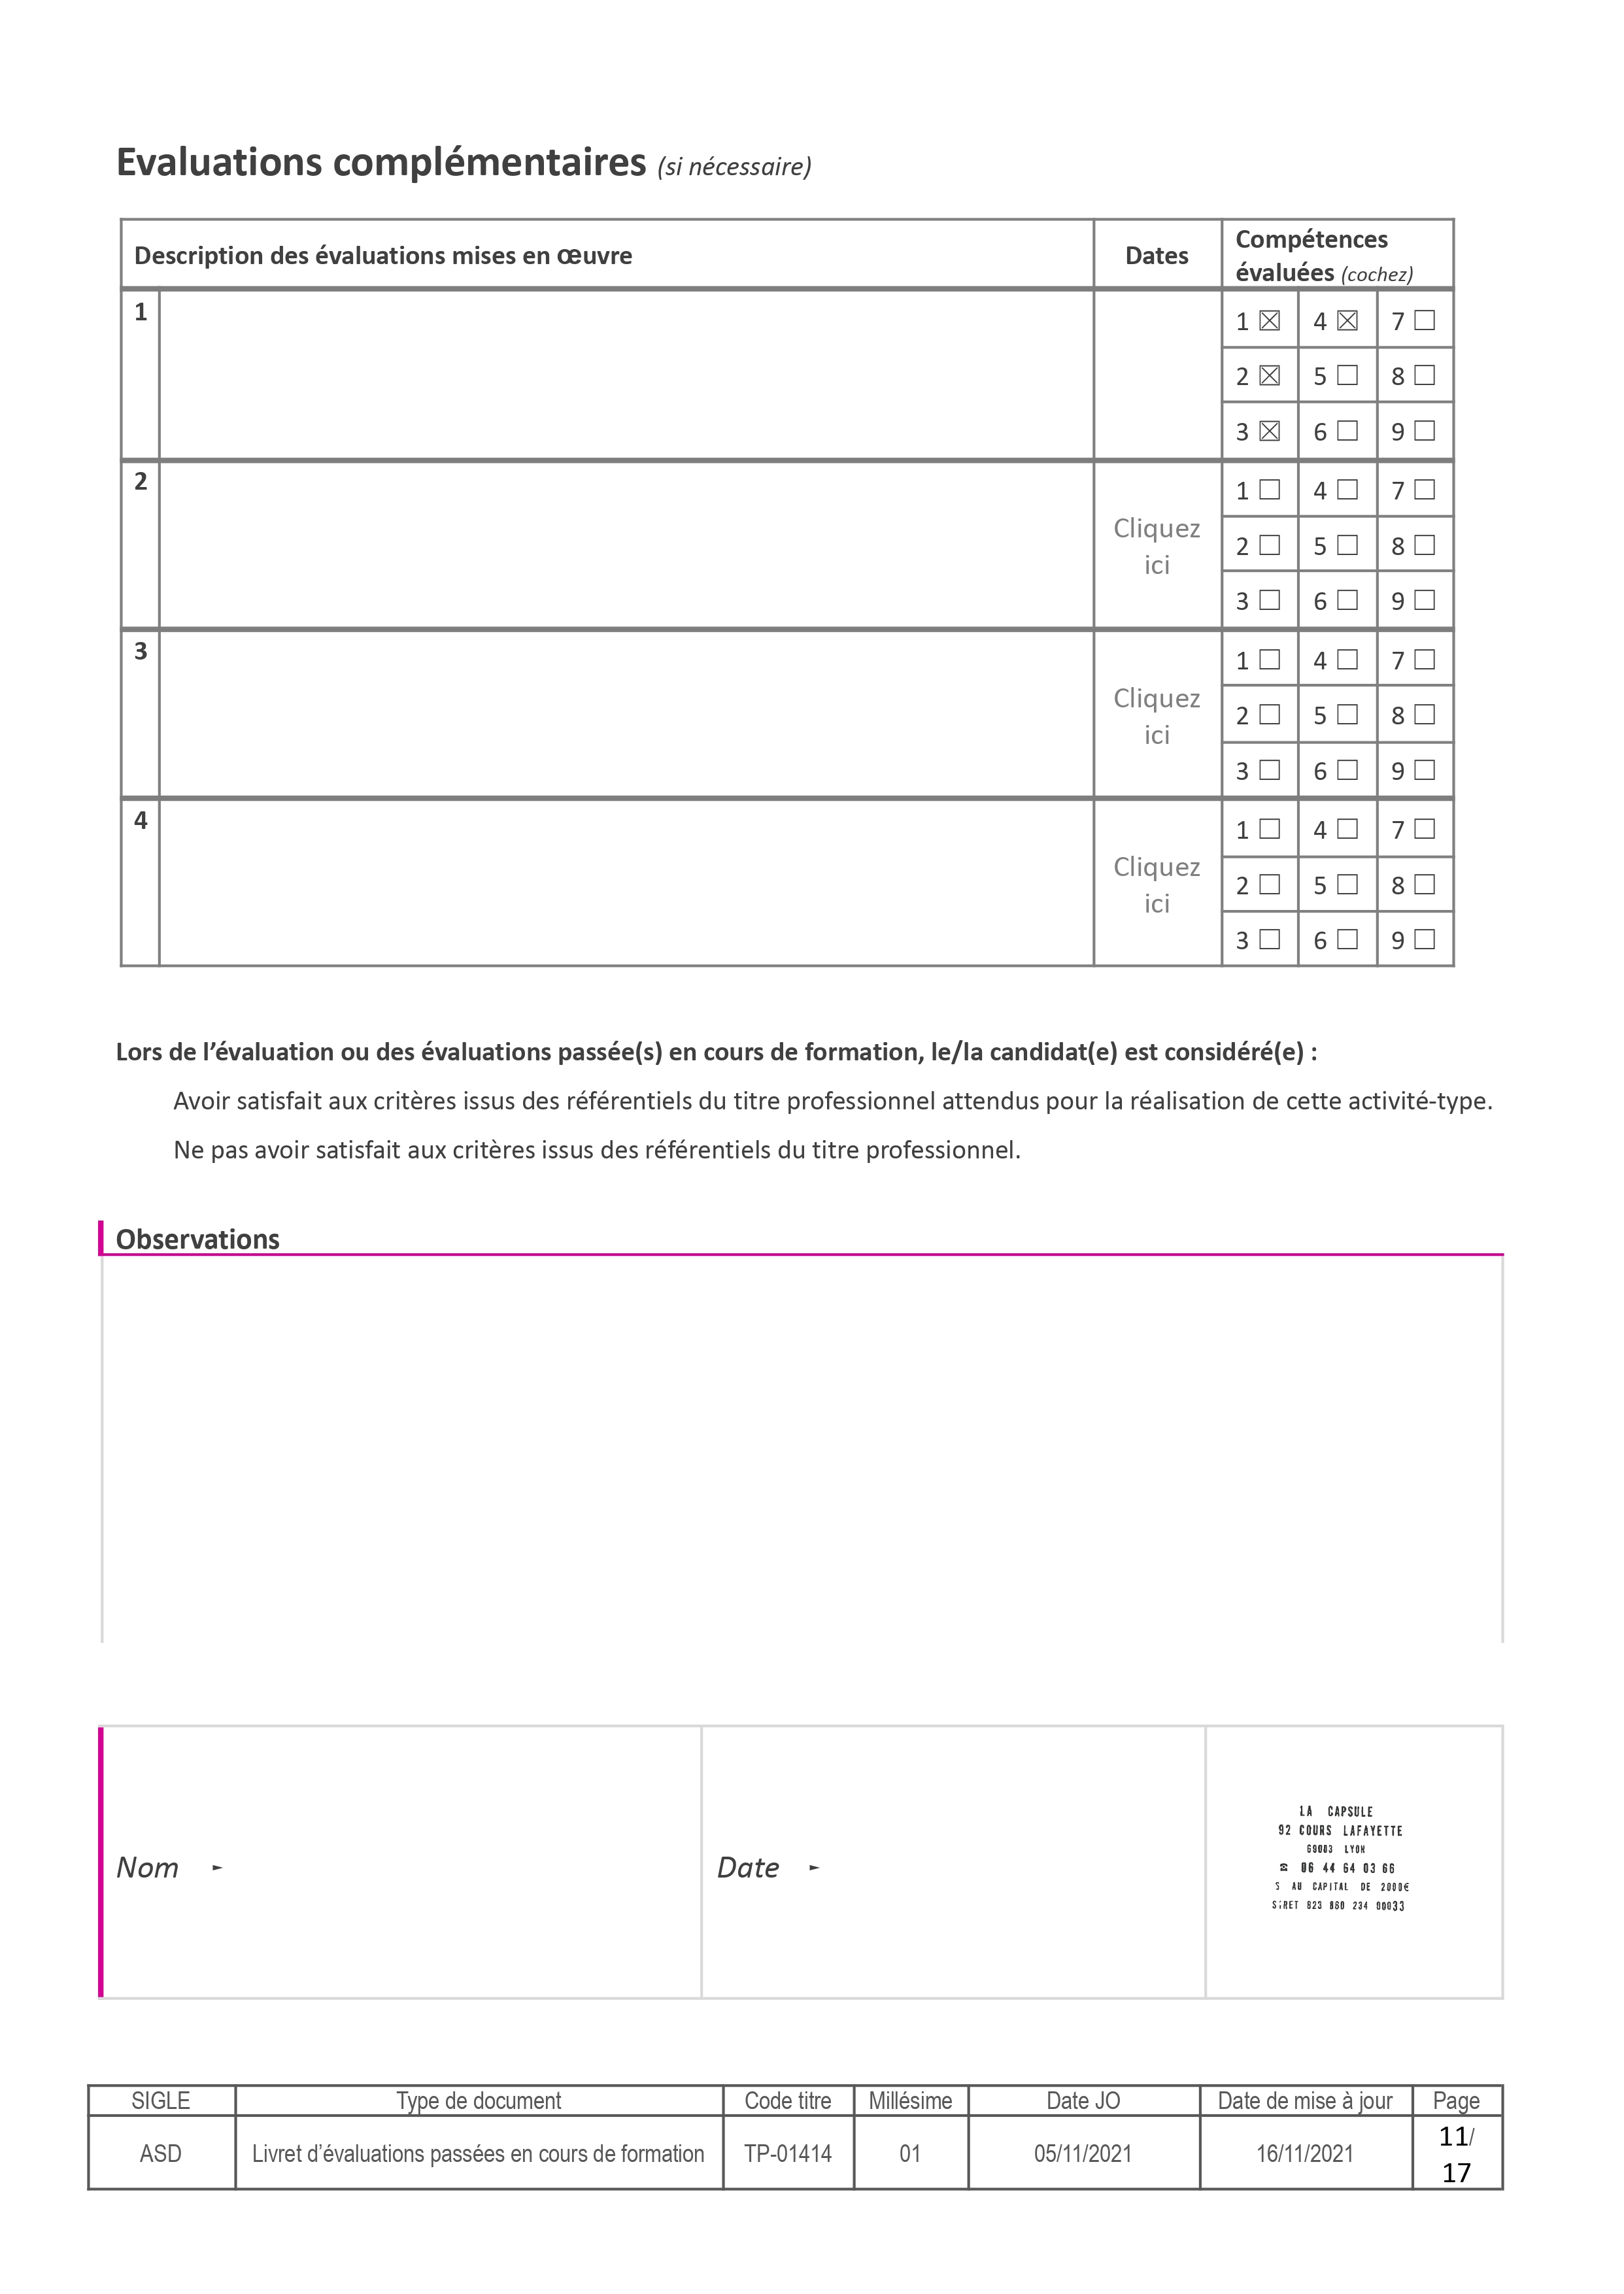 Evaluations complémentaires (si nécessaire)
Description des évaluations mises en œuvre Dates Compétences évaluées (cochez)
1
1 ☒ 4 ☒ 7 ☐
2 ☒ 5 ☐ 8 ☐
3 ☒ 6 ☐ 9 ☐
2
Cliquez ici
1 ☐ 4 ☐ 7 ☐
2 ☐ 5 ☐ 8 ☐
3 ☐ 6 ☐ 9 ☐
3
Cliquez ici
1 ☐ 4 ☐ 7 ☐
2 ☐ 5 ☐ 8 ☐
3 ☐ 6 ☐ 9 ☐
4
Cliquez ici
1 ☐ 4 ☐ 7 ☐
2 ☐ 5 ☐ 8 ☐
3 ☐ 6 ☐ 9 ☐
Lors de l’évaluation ou des évaluations passée(s) en cours de formation, le/la candidat(e) est considéré(e) :
Avoir satisfait aux critères issus des référentiels du titre professionnel attendus pour la réalisation de cette activité-type.
Ne pas avoir satisfait aux critères issus des référentiels du titre professionnel.
Observations
Nom ► Date ►
LA CAPSULE
92 COURS LAFAYETTE
69003 LYON
☎ 06 44 64 03 66
S AU CAPITAL DE 2000€
SIRET 823 860 234 00033
SIGLE Type de document Code titre Millésime Date JO Date de mise à jour Page
ASD Livret d’évaluations passées en cours de formation TP-01414 01 05/11/2021 16/11/2021 11/
17